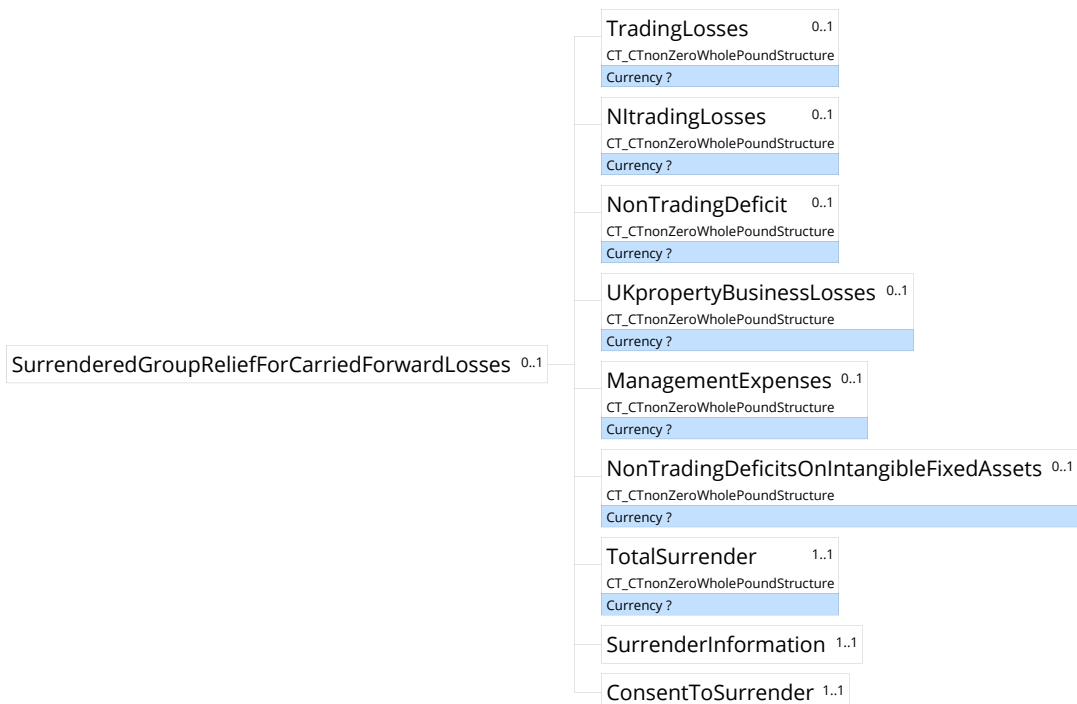 TradingLosses 0..1
CT_CTnonZeroWholePoundStructure
Currency ?
NItradingLosses 0..1
CT_CTnonZeroWholePoundStructure
Currency ?
NonTradingDeficit 0..1
CT_CTnonZeroWholePoundStructure
Currency ?
UKpropertyBusinessLosses 0..1
CT_CTnonZeroWholePoundStructure
Currency ?
SurrenderedGroupReliefForCarriedForwardLosses 0..1
ManagementExpenses 0..1
CT_CTnonZeroWholePoundStructure
Currency ?
NonTradingDeficitsOnIntangibleFixedAssets 0..1
CT_CTnonZeroWholePoundStructure
Currency ?
TotalSurrender 1..1
CT_CTnonZeroWholePoundStructure
Currency ?
SurrenderInformation 1..1
ConsentToSurrender 1..1